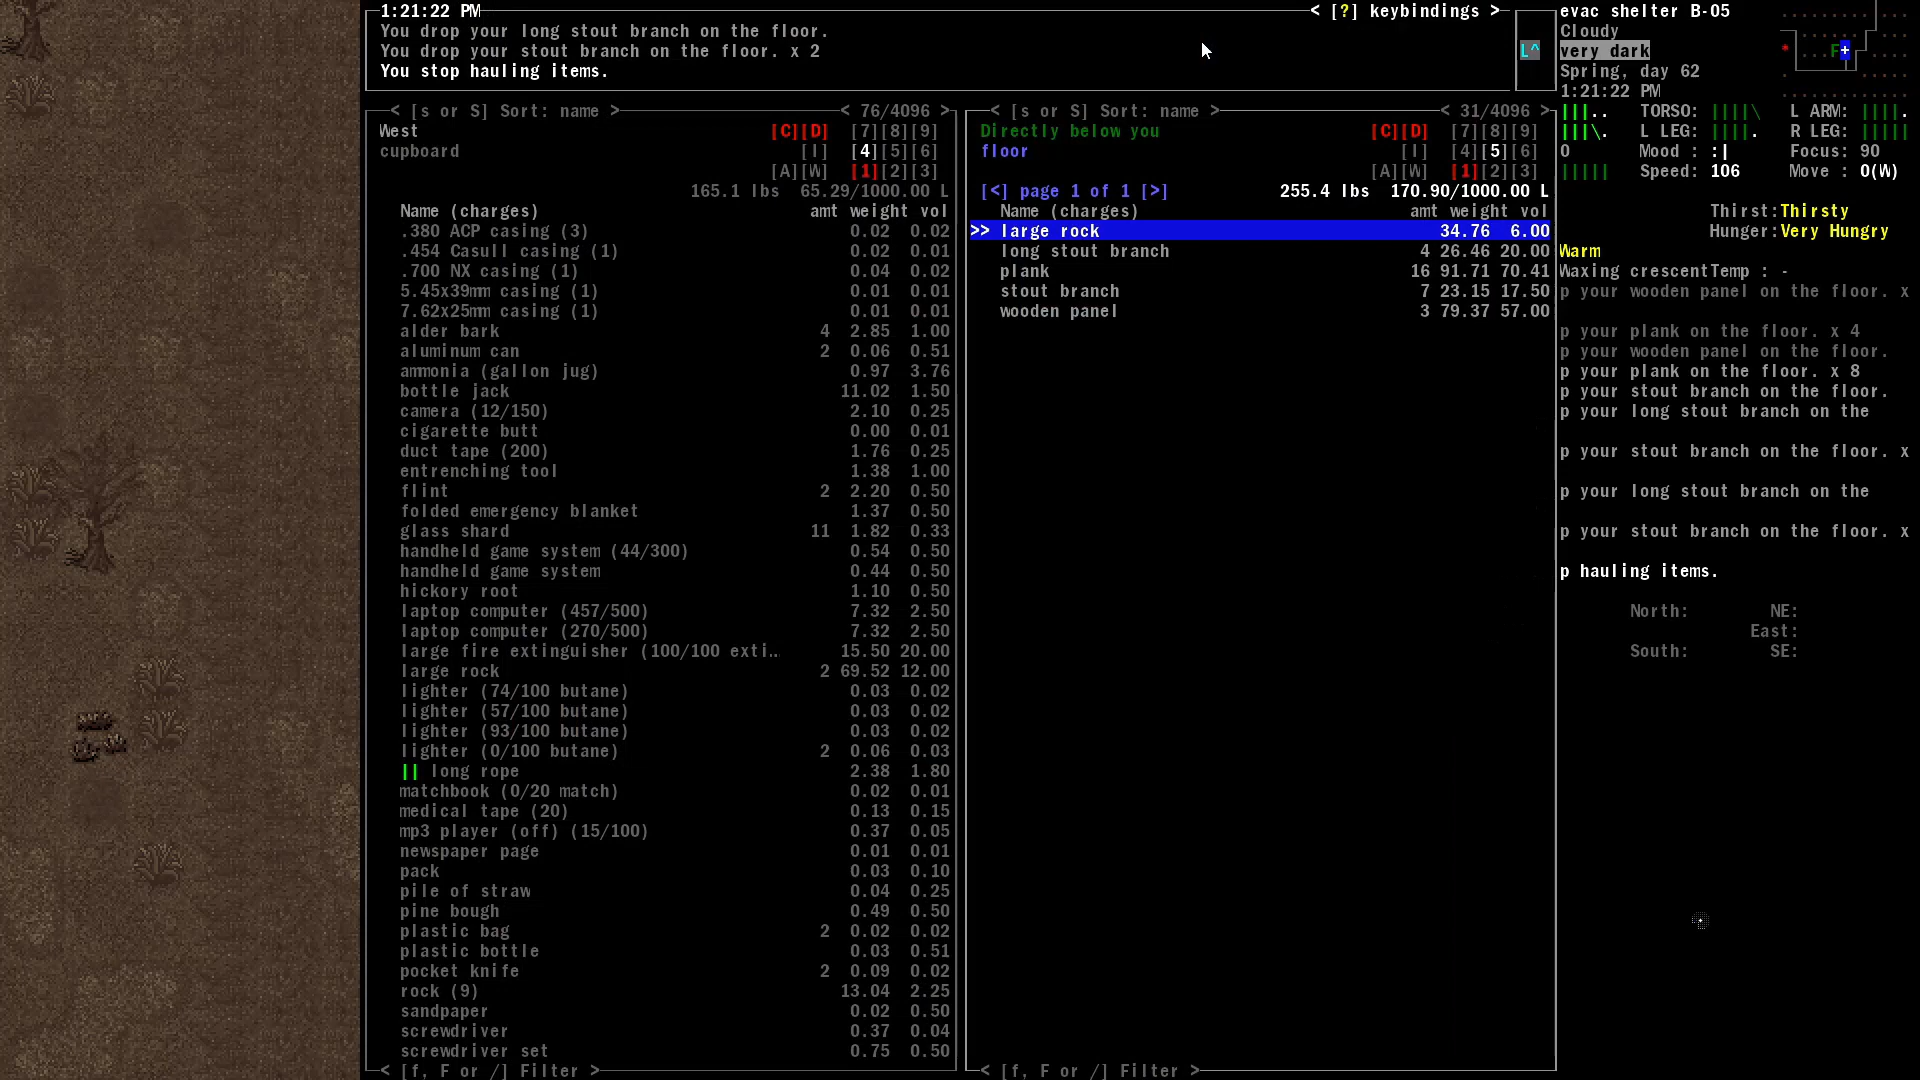 1:21:22 PM < [?] keybindings >
You drop your long stout branch on the floor.
You drop your stout branch on the floor. x 2
You stop hauling items.
L^
< [s or S] Sort: name > < 76/4096 >
West [C][D] [7][8][9]
cupboard [I] [4][5][6]
[A][W] [1][2][3]
165.1 lbs 65.29/1000.00 L
Name (charges) amt weight vol
.380 ACP casing (3) 0.02 0.02
.454 Casull casing (1) 0.02 0.01
.700 NX casing (1) 0.04 0.02
5.45x39mm casing (1) 0.01 0.01
7.62x25mm casing (1) 0.01 0.01
alder bark 4 2.85 1.00
aluminum can 2 0.06 0.51
ammonia (gallon jug) 0.97 3.76
bottle jack 11.02 1.50
camera (12/150) 2.10 0.25
cigarette butt 0.00 0.01
duct tape (200) 1.76 0.25
entrenching tool 1.38 1.00
flint 2 2.20 0.50
folded emergency blanket 1.37 0.50
glass shard 11 1.82 0.33
handheld game system (44/300) 0.54 0.50
handheld game system 0.44 0.50
hickory root 1.10 0.50
laptop computer (457/500) 7.32 2.50
laptop computer (270/500) 7.32 2.50
large fire extinguisher (100/100 exti… 15.50 20.00
large rock 2 69.52 12.00
lighter (74/100 butane) 0.03 0.02
lighter (57/100 butane) 0.03 0.02
lighter (93/100 butane) 0.03 0.02
lighter (0/100 butane) 2 0.06 0.03
|| long rope 2.38 1.80
matchbook (0/20 match) 0.02 0.01
medical tape (20) 0.13 0.15
mp3 player (off) (15/100) 0.37 0.05
newspaper page 0.01 0.01
pack 0.03 0.10
pile of straw 0.04 0.25
pine bough 0.49 0.50
plastic bag 2 0.02 0.02
plastic bottle 0.03 0.51
pocket knife 2 0.09 0.02
rock (9) 13.04 2.25
sandpaper 0.02 0.50
screwdriver 0.37 0.04
screwdriver set 0.75 0.50
< [f, F or /] Filter >
< [s or S] Sort: name > < 31/4096 >
Directly below you [C][D] [7][8][9]
floor [I] [4][5][6]
[A][W] [1][2][3]
[<] page 1 of 1 [>] 255.4 lbs 170.90/1000.00 L
Name (charges) amt weight vol
>> large rock 34.76 6.00
long stout branch 4 26.46 20.00
plank 16 91.71 70.41
stout branch 7 23.15 17.50
wooden panel 3 79.37 57.00
< [f, F or /] Filter >
evac shelter B-05
Cloudy
very dark
Spring, day 62
1:21:22 PM
|||.. TORSO: ||||\ L ARM: ||||.
|||\. L LEG: ||||. R LEG: |||||
0 Mood : :| Focus: 90
||||| Speed: 106 Move : 0(W)
Thirst:Thirsty
Hunger:Very Hungry
Warm
Waxing crescentTemp : -
p your wooden panel on the floor. x
p your plank on the floor. x 4
p your wooden panel on the floor.
p your plank on the floor. x 8
p your stout branch on the floor.
p your long stout branch on the
p your stout branch on the floor. x
p your long stout branch on the
p your stout branch on the floor. x
p hauling items.
North: NE:
East:
South: SE: